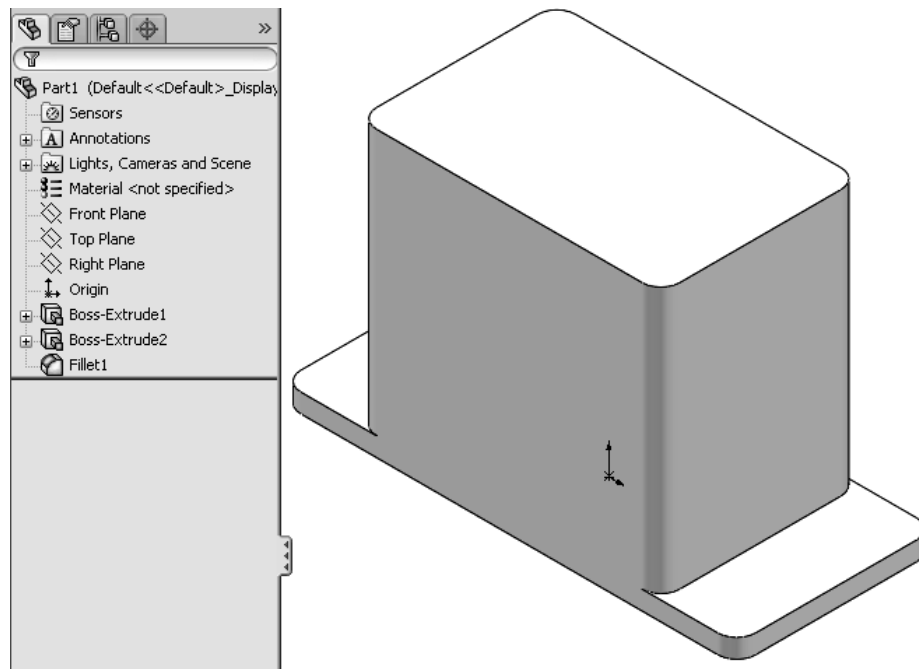 »
Part1 (Default<<Default>_Display
Sensors
A Annotations
Lights, Cameras and Scene
Material <not specified>
Front Plane
Top Plane
Right Plane
Origin
Boss-Extrude1
Boss-Extrude2
Fillet1